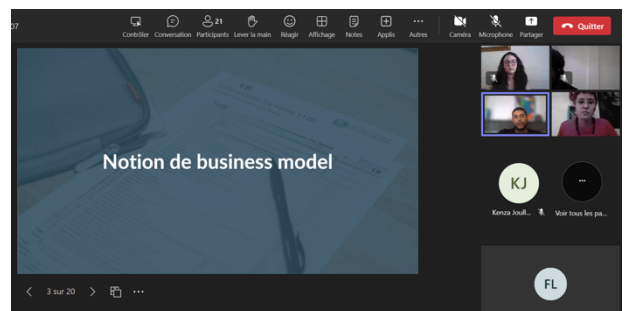 07
21
Contrôler Conversation Participants Lever la main Réagir Affichage Notes Applis Autres Caméra Microphone Partager Quitter
Notion de business model
KJ
Kenza Joull... Voir tous les pa...
FL
3 sur 20